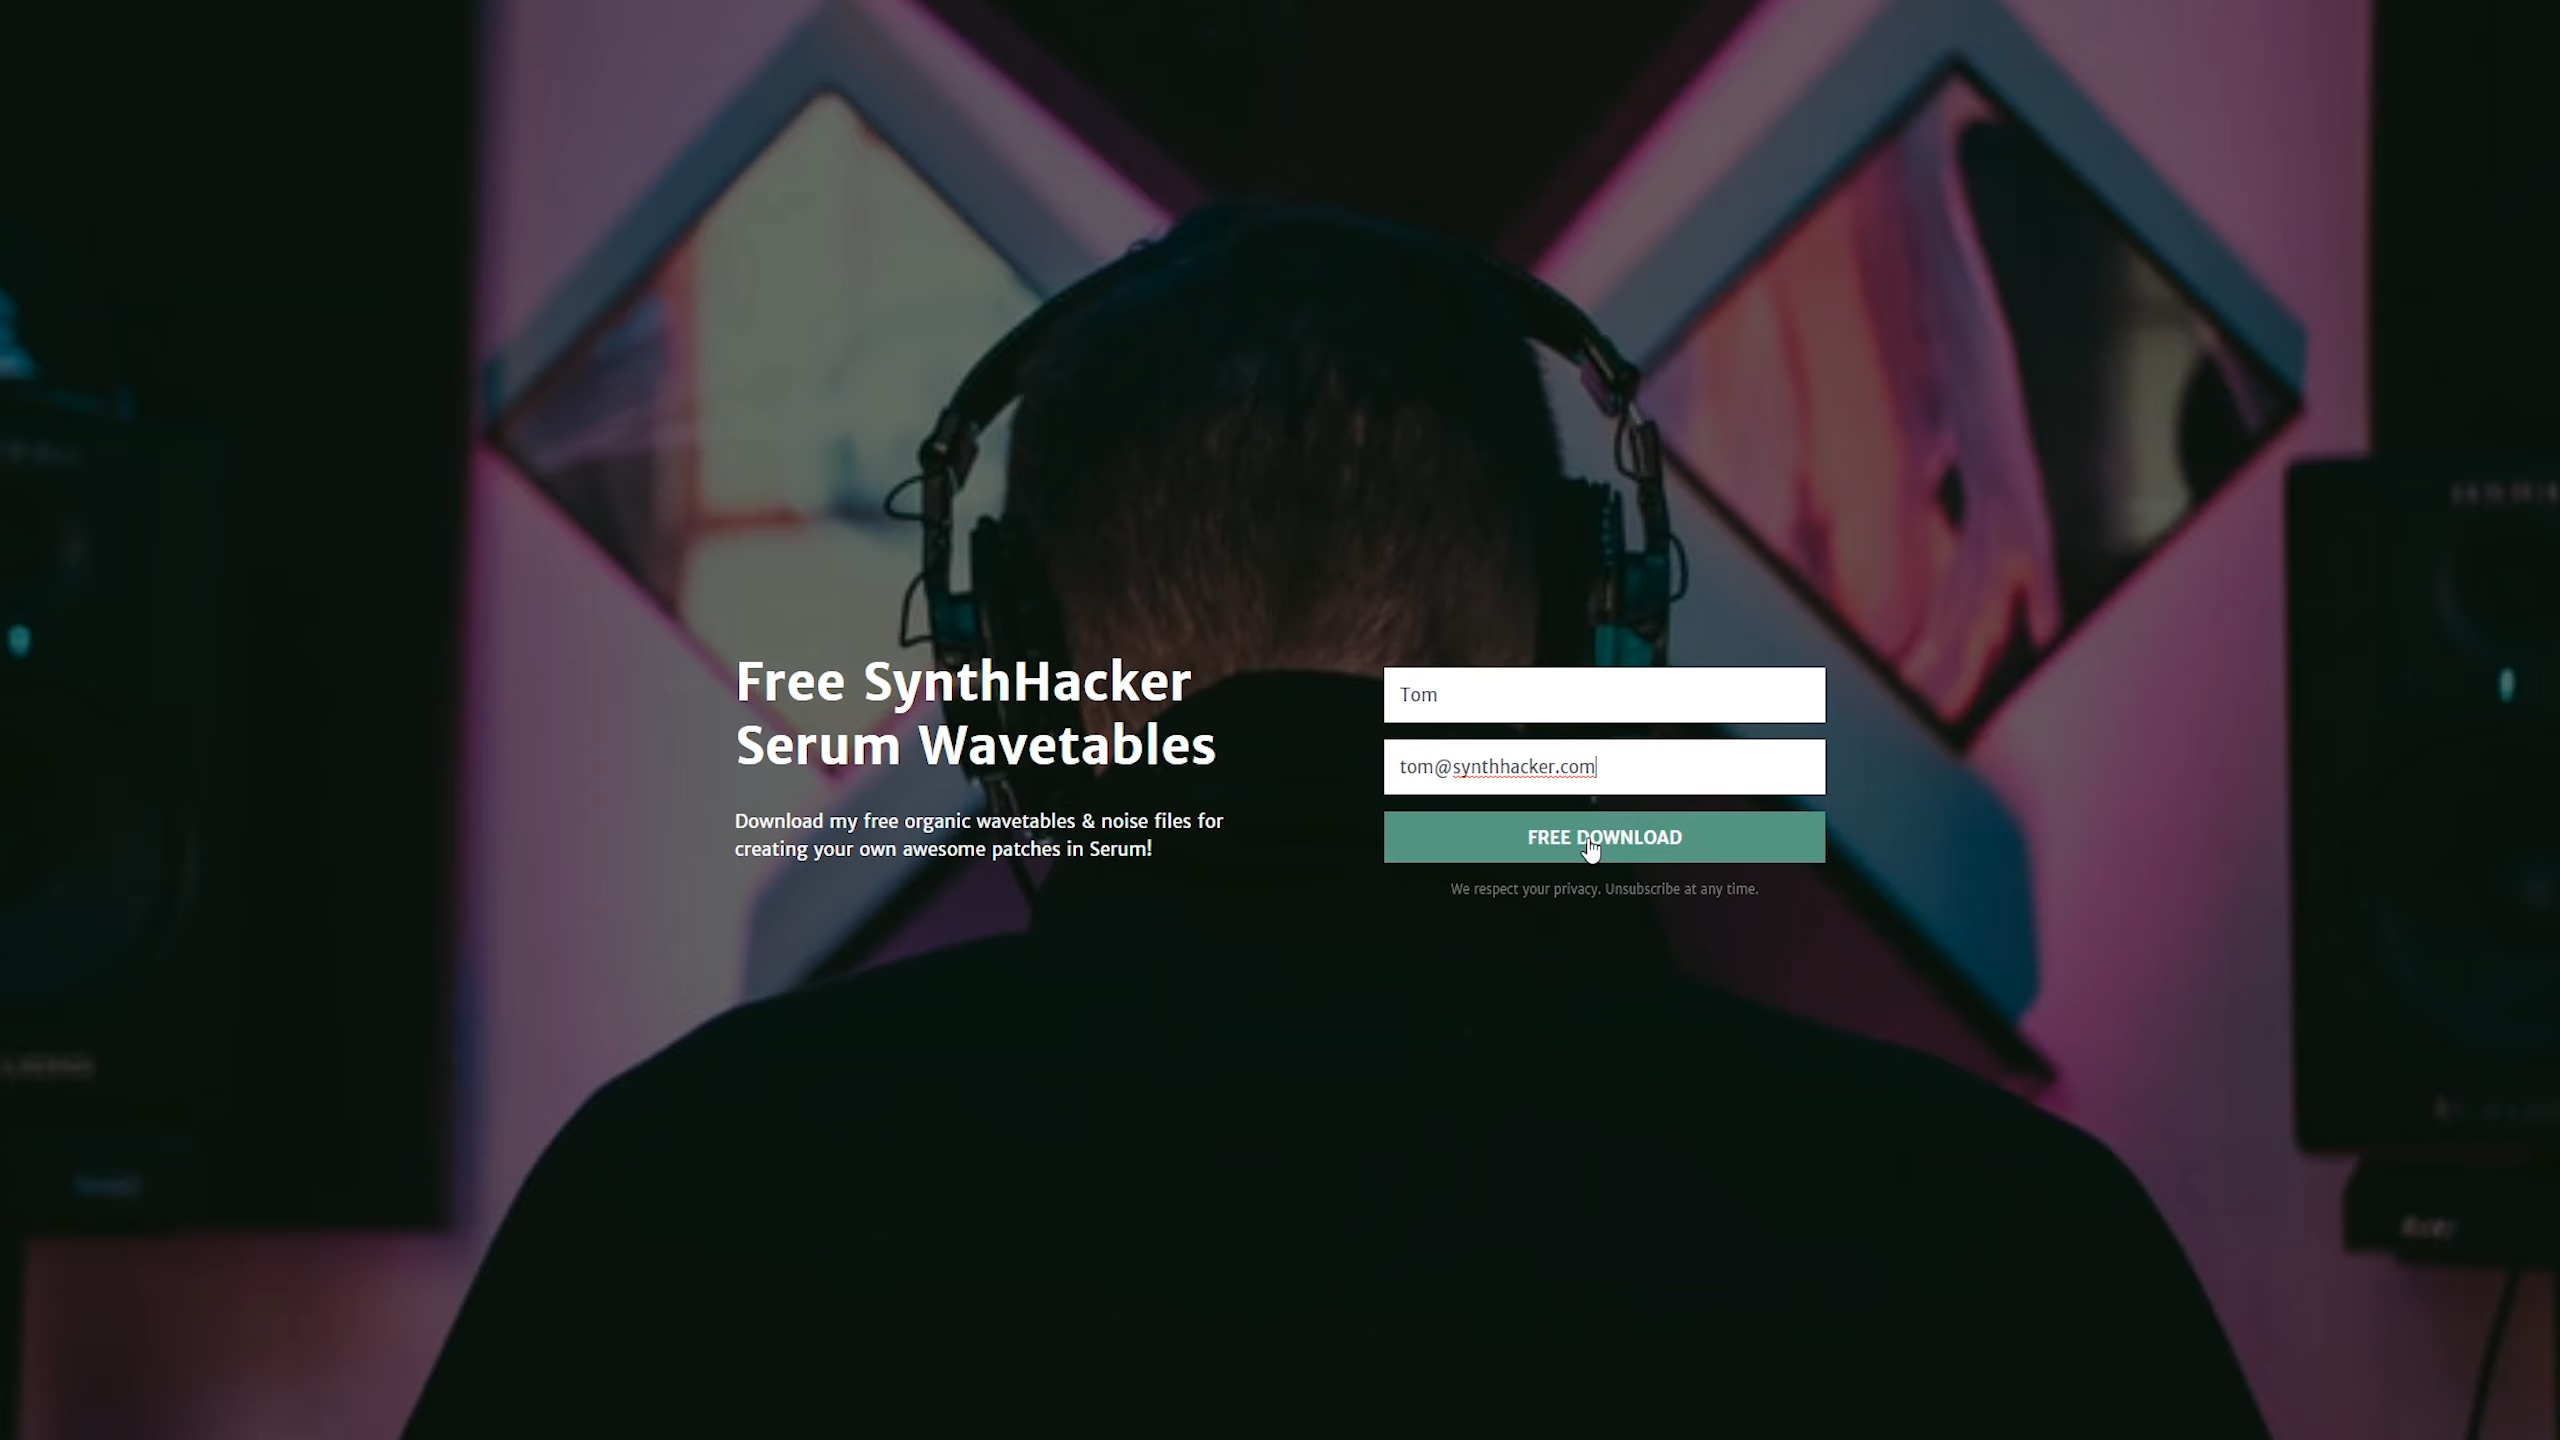 Free SynthHacker
Serum Wavetables
Download my free organic wavetables & noise files for
creating your own awesome patches in Serum!
Tom
tom@synthhacker.com
FREE DOWNLOAD
We respect your privacy. Unsubscribe at any time.